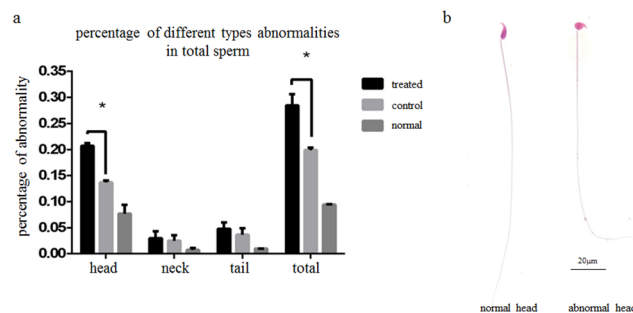 a
percentage of different types abnormalities
in total sperm
percentage of abnormality
0.35
0.30
0.25
0.20
0.15
0.10
0.05
0.00
*
*
head neck tail total
treated
control
normal
b
20μm
normal head abnormal head